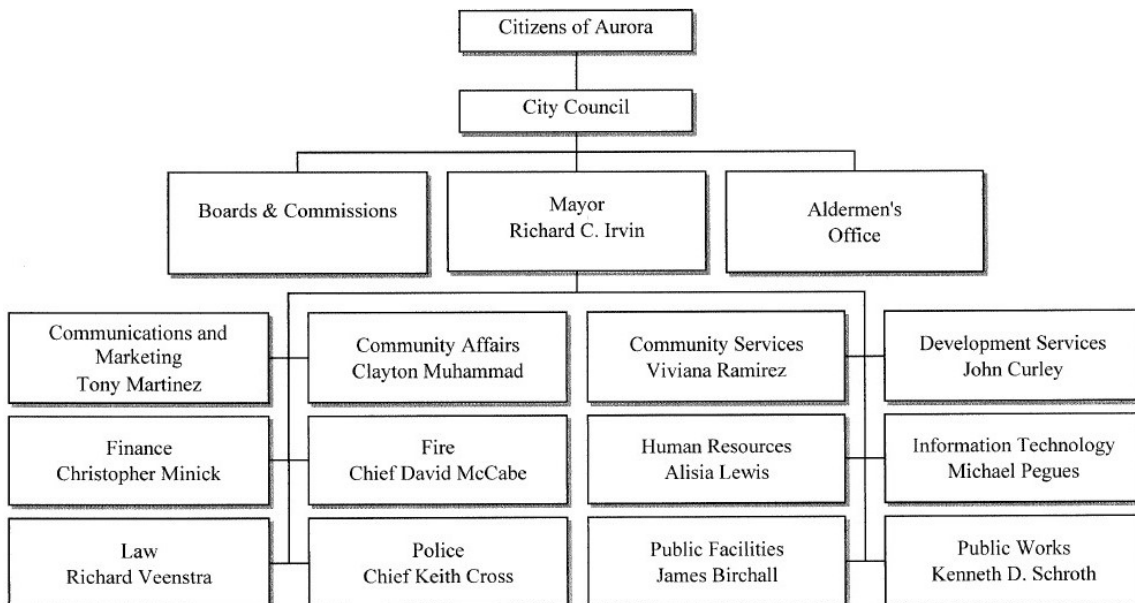 Citizens of Aurora
City Council
Boards & Commissions
Mayor
Richard C. Irvin
Aldermen's
Office
Communications and
Marketing
Tony Martinez
Community Affairs
Clayton Muhammad
Community Services
Viviana Ramirez
Development Services
John Curley
Finance
Christopher Minick
Fire
Chief David McCabe
Human Resources
Alisia Lewis
Information Technology
Michael Pegues
Law
Richard Veenstra
Police
Chief Keith Cross
Public Facilities
James Birchall
Public Works
Kenneth D. Schroth